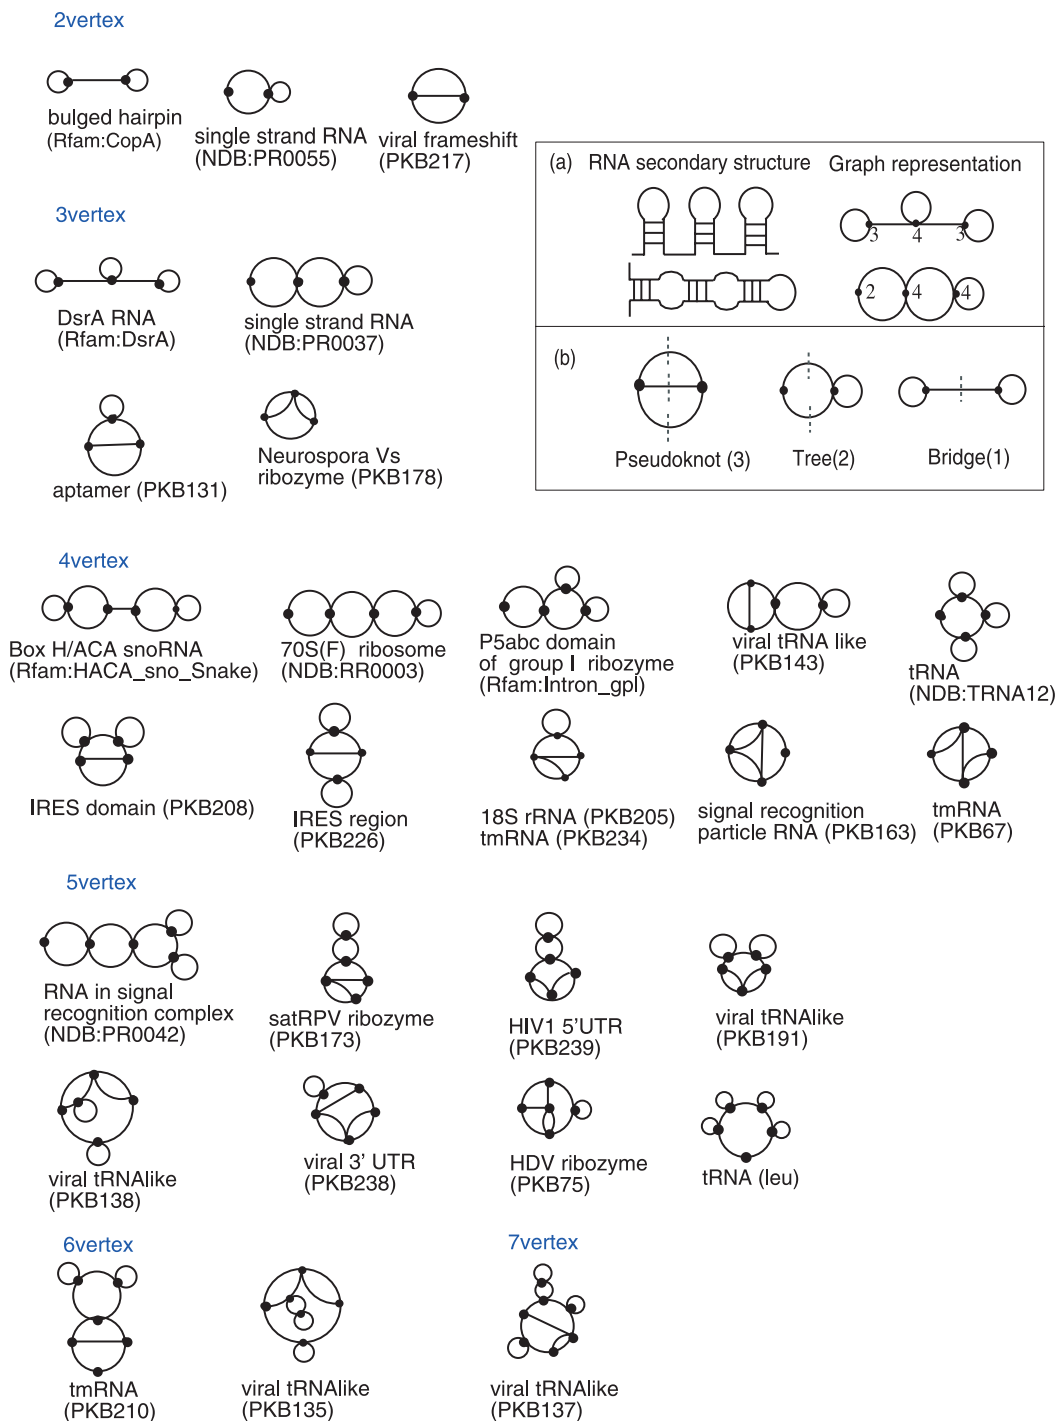 2vertex
bulged hairpin
(Rfam:CopA)
single strand RNA
(NDB:PR0055)
viral frameshift
(PKB217)
(a)
RNA secondary structure
Graph representation
3
4
3
2
4
4
(b)
Pseudoknot (3)
Tree(2)
Bridge(1)
3vertex
DsrA RNA
(Rfam:DsrA)
single strand RNA
(NDB:PR0037)
aptamer (PKB131)
Neurospora Vs
ribozyme (PKB178)
4vertex
Box H/ACA snoRNA
(Rfam:HACA_sno_Snake)
70S(F) ribosome
(NDB:RR0003)
P5abc domain
of group I ribozyme
(Rfam:Intron_gpl)
viral tRNA like
(PKB143)
tRNA
(NDB:TRNA12)
IRES domain (PKB208)
IRES region
(PKB226)
18S rRNA (PKB205)
tmRNA (PKB234)
signal recognition
particle RNA (PKB163)
tmRNA
(PKB67)
5vertex
RNA in signal
recognition complex
(NDB:PR0042)
satRPV ribozyme
(PKB173)
HIV1 5'UTR
(PKB239)
viral tRNAlike
(PKB191)
viral tRNAlike
(PKB138)
viral 3' UTR
(PKB238)
HDV ribozyme
(PKB75)
tRNA (leu)
6vertex
tmRNA
(PKB210)
viral tRNAlike
(PKB135)
7vertex
viral tRNAlike
(PKB137)